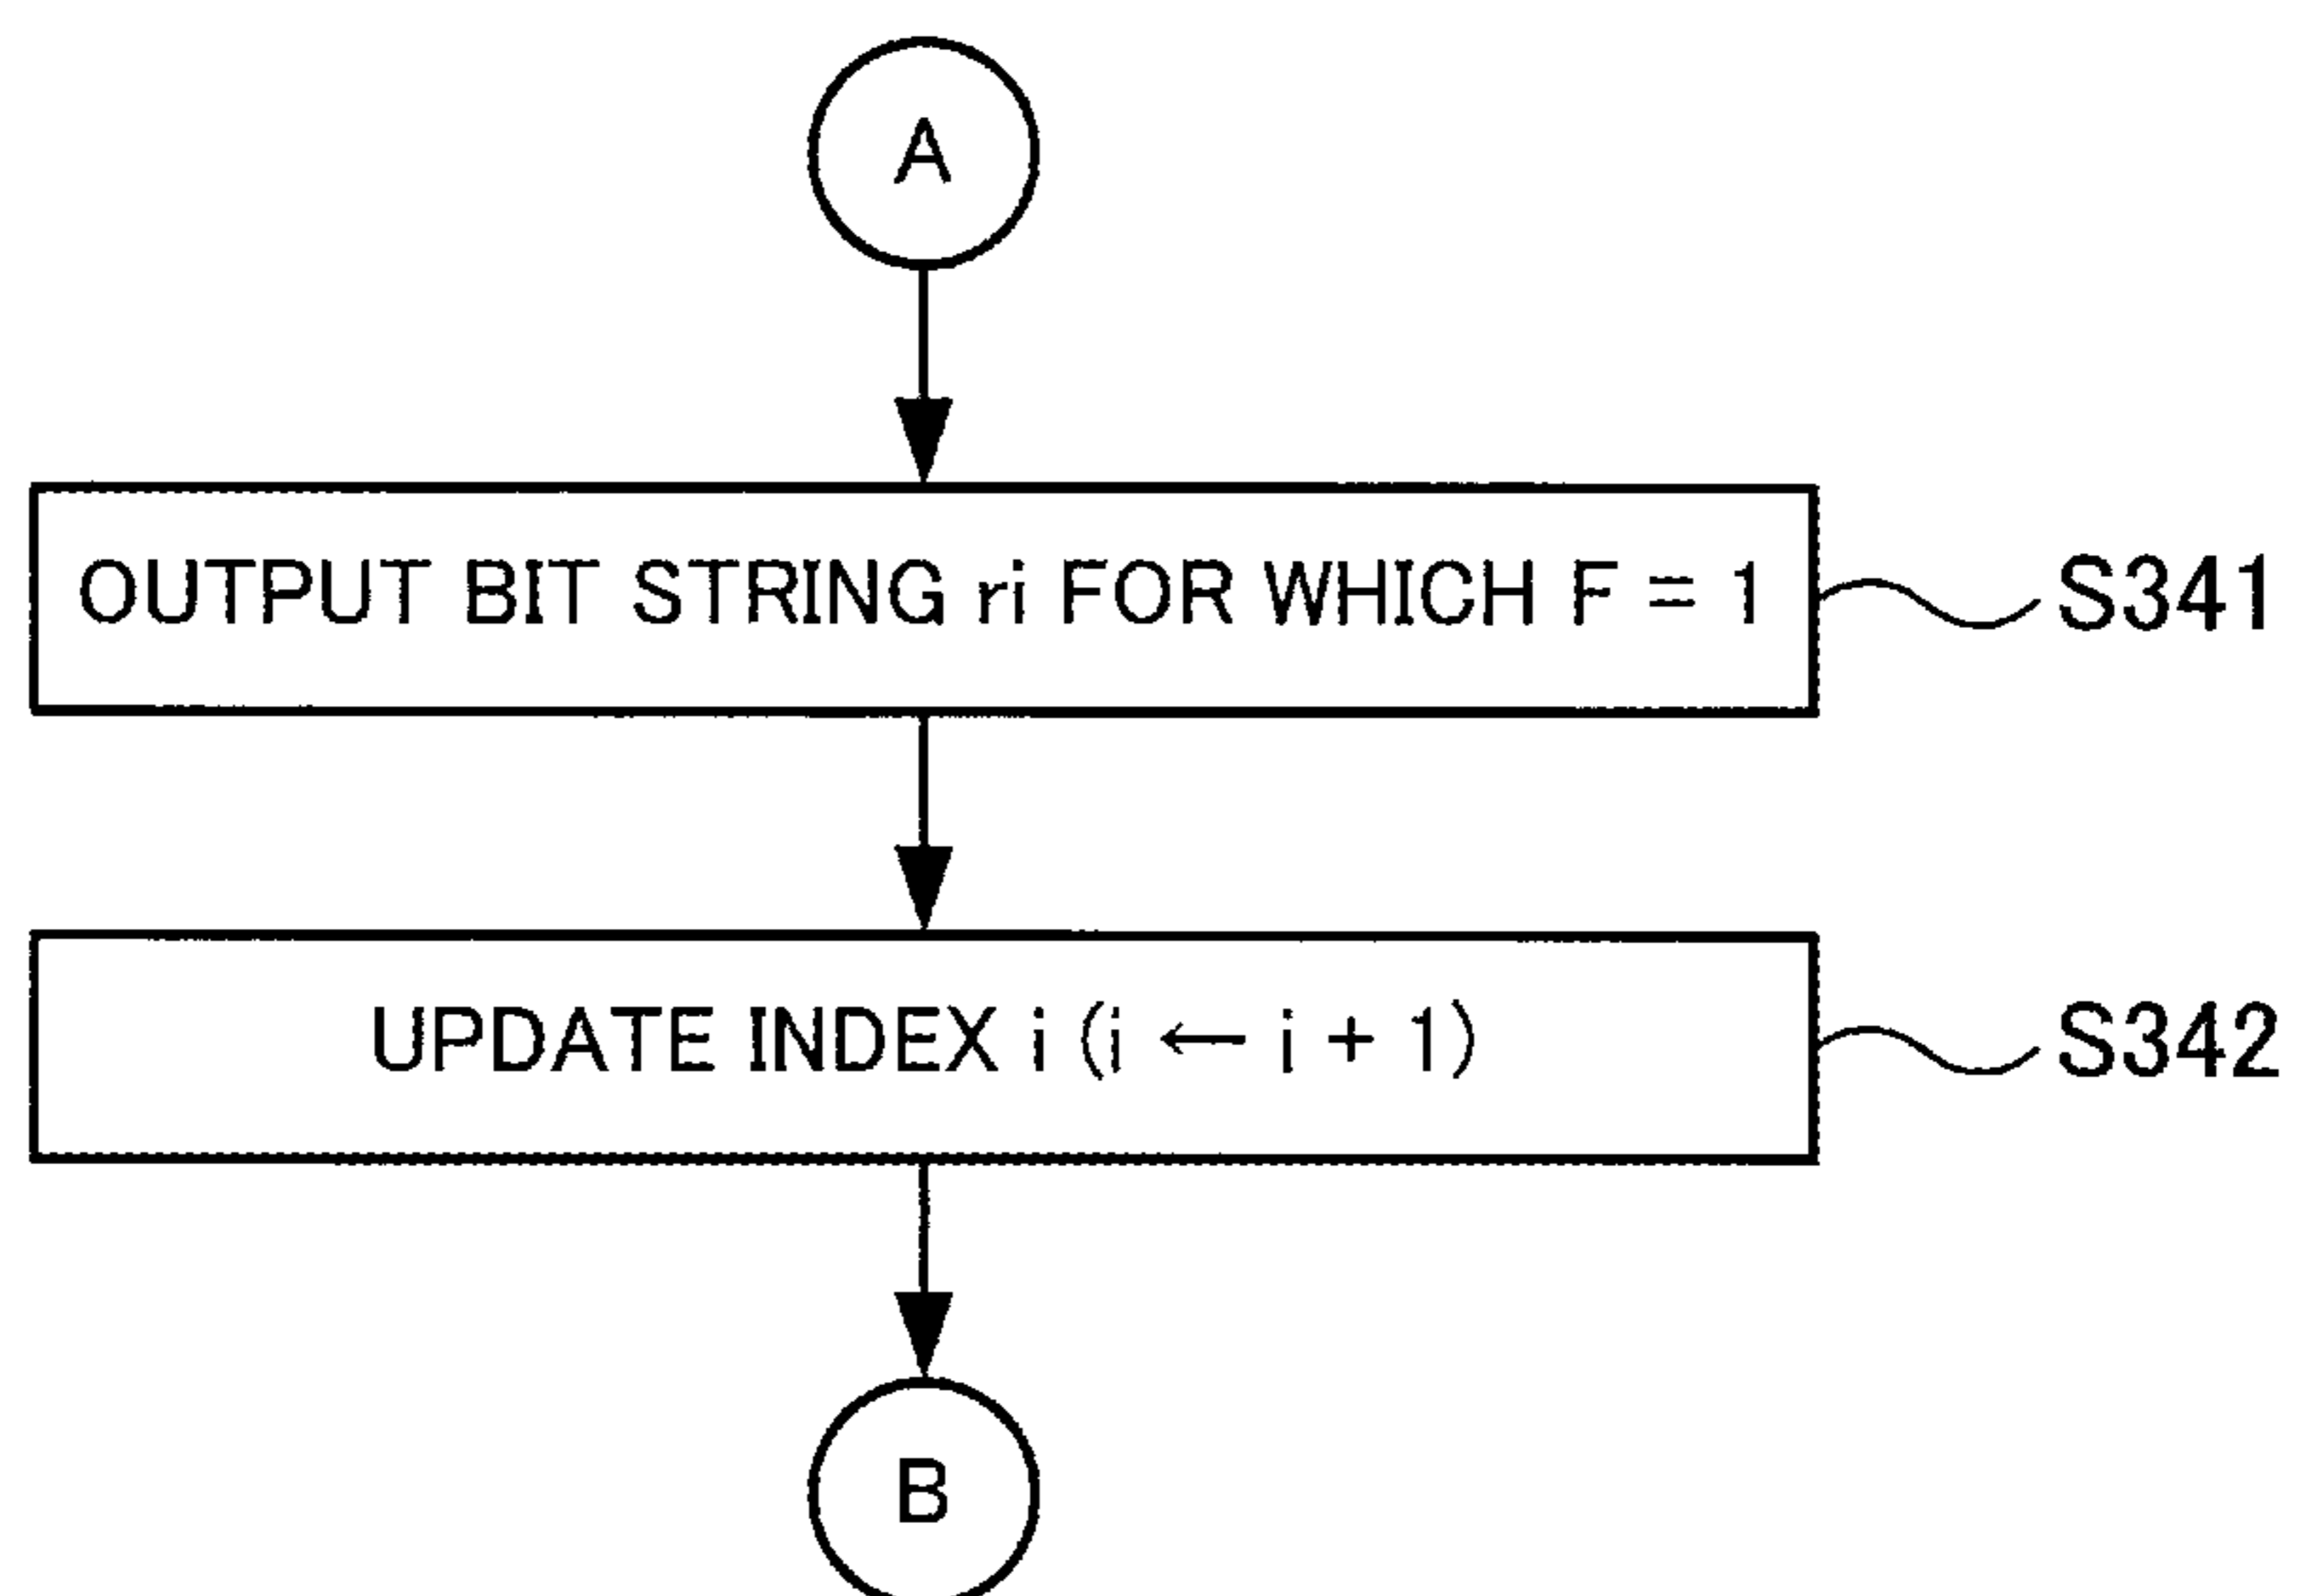 A
OUTPUT BIT STRING ri FOR WHICH F = 1
S341
UPDATE INDEX i (i ← i + 1)
S342
B